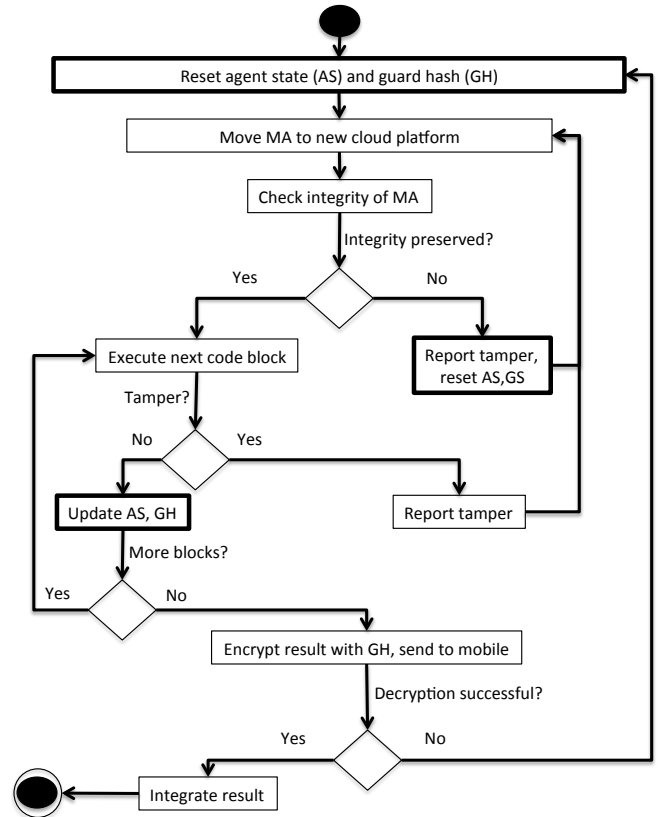 Reset agent state (AS) and guard hash (GH)
Move MA to new cloud platform
Check integrity of MA
Integrity preserved?
Yes
No
Execute next code block
Report tamper,
reset AS,GS
Tamper?
No
Yes
Update AS, GH
Report tamper
More blocks?
Yes
No
Encrypt result with GH, send to mobile
Decryption successful?
Yes
No
Integrate result